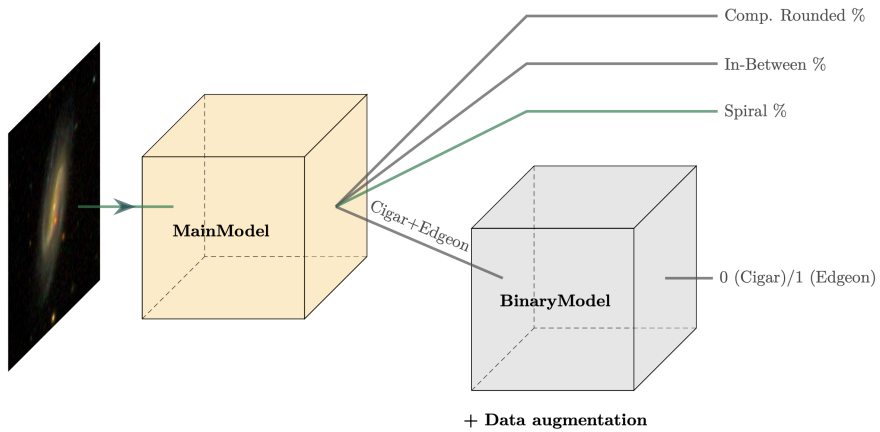 Comp. Rounded %
In-Between %
Spiral %
MainModel
Cigar+Edgeon
0 (Cigar)/1 (Edgeon)
BinaryModel
+ Data augmentation